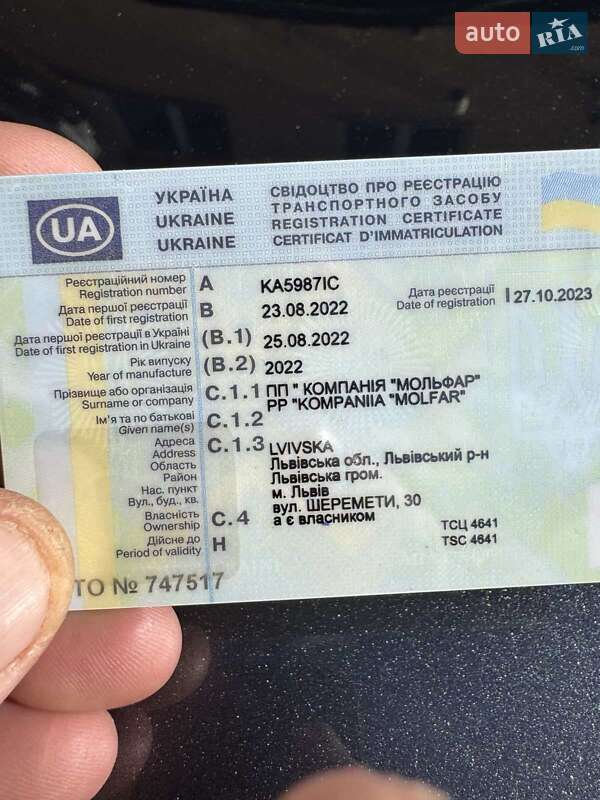 auto RIA .com
UA
УКРАЇНА
UKRAINE
UKRAINE
СВІДОЦТВО ПРО РЕЄСТРАЦІЮ
ТРАНСПОРТНОГО ЗАСОБУ
REGISTRATION CERTIFICATE
CERTIFICAT D'IMMATRICULATION
Реєстраційний номер A KA5987IC
Registration number
Дата реєстрації I 27.10.2023
Date of registration
Дата першої реєстрації B 23.08.2022
Date of first registration
Дата першої реєстрації в Україні (B.1) 25.08.2022
Date of first registration in Ukraine
Рік випуску (B.2) 2022
Year of manufacture
Прізвище або організація C.1.1 ПП " КОМПАНІЯ "МОЛЬФАР"
Surname or company PP "KOMPANIIA "MOLFAR"
Ім'я та по батькові C.1.2
Given name(s)
Адреса C.1.3 LVIVSKA
Address Львівська обл., Львівський р-н
Область Львівська гром.
Район м. Львів
Нас. пункт вул. ШЕРЕМЕТИ, 30
Вул., буд., кв.
Власність C.4 а є власником
Ownership
Дійсне до H
Period of validity
ТСЦ 4641
TSC 4641
ТО № 747517